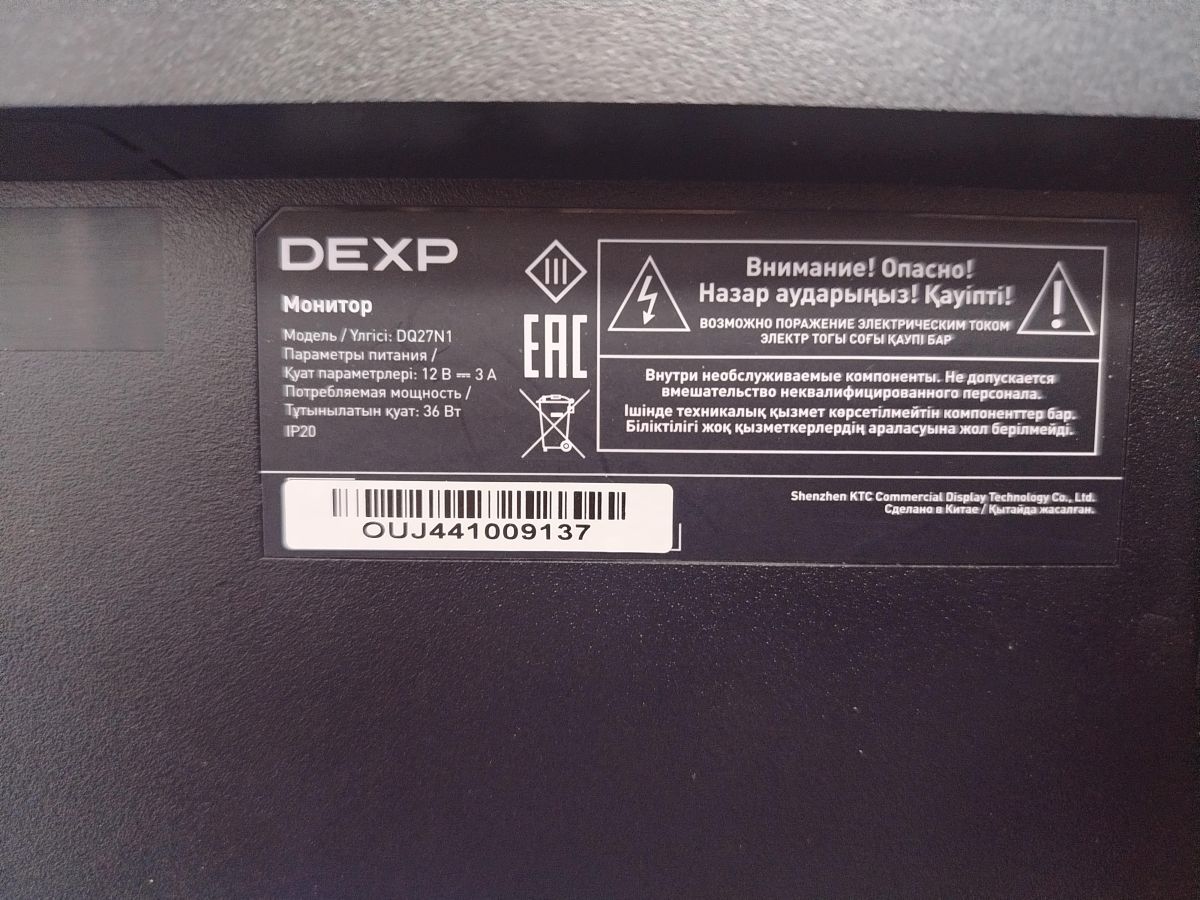 DEXP
Монитор
Модель / Үлгісі: DQ27N1
Параметры питания /
Қуат параметрлері: 12 В ⎓ 3 А
Потребляемая мощность /
Тұтынылатын қуат: 36 Вт
IP20
III
EAC
Внимание! Опасно!
Назар аударыңыз! Қауіпті!
ВОЗМОЖНО ПОРАЖЕНИЕ ЭЛЕКТРИЧЕСКИМ ТОКОМ
ЭЛЕКТР ТОГЫ СОҒЫ ҚАУПІ БАР
Внутри необслуживаемые компоненты. Не допускается
вмешательство неквалифицированного персонала.
Ішінде техникалық қызмет көрсетілмейтін компоненттер бар.
Біліктілігі жоқ қызметкерлердің араласуына жол берілмейді.
OUJ441009137
Shenzhen KTC Commercial Display Technology Co., Ltd.
Сделано в Китае / Қытайда жасалған.